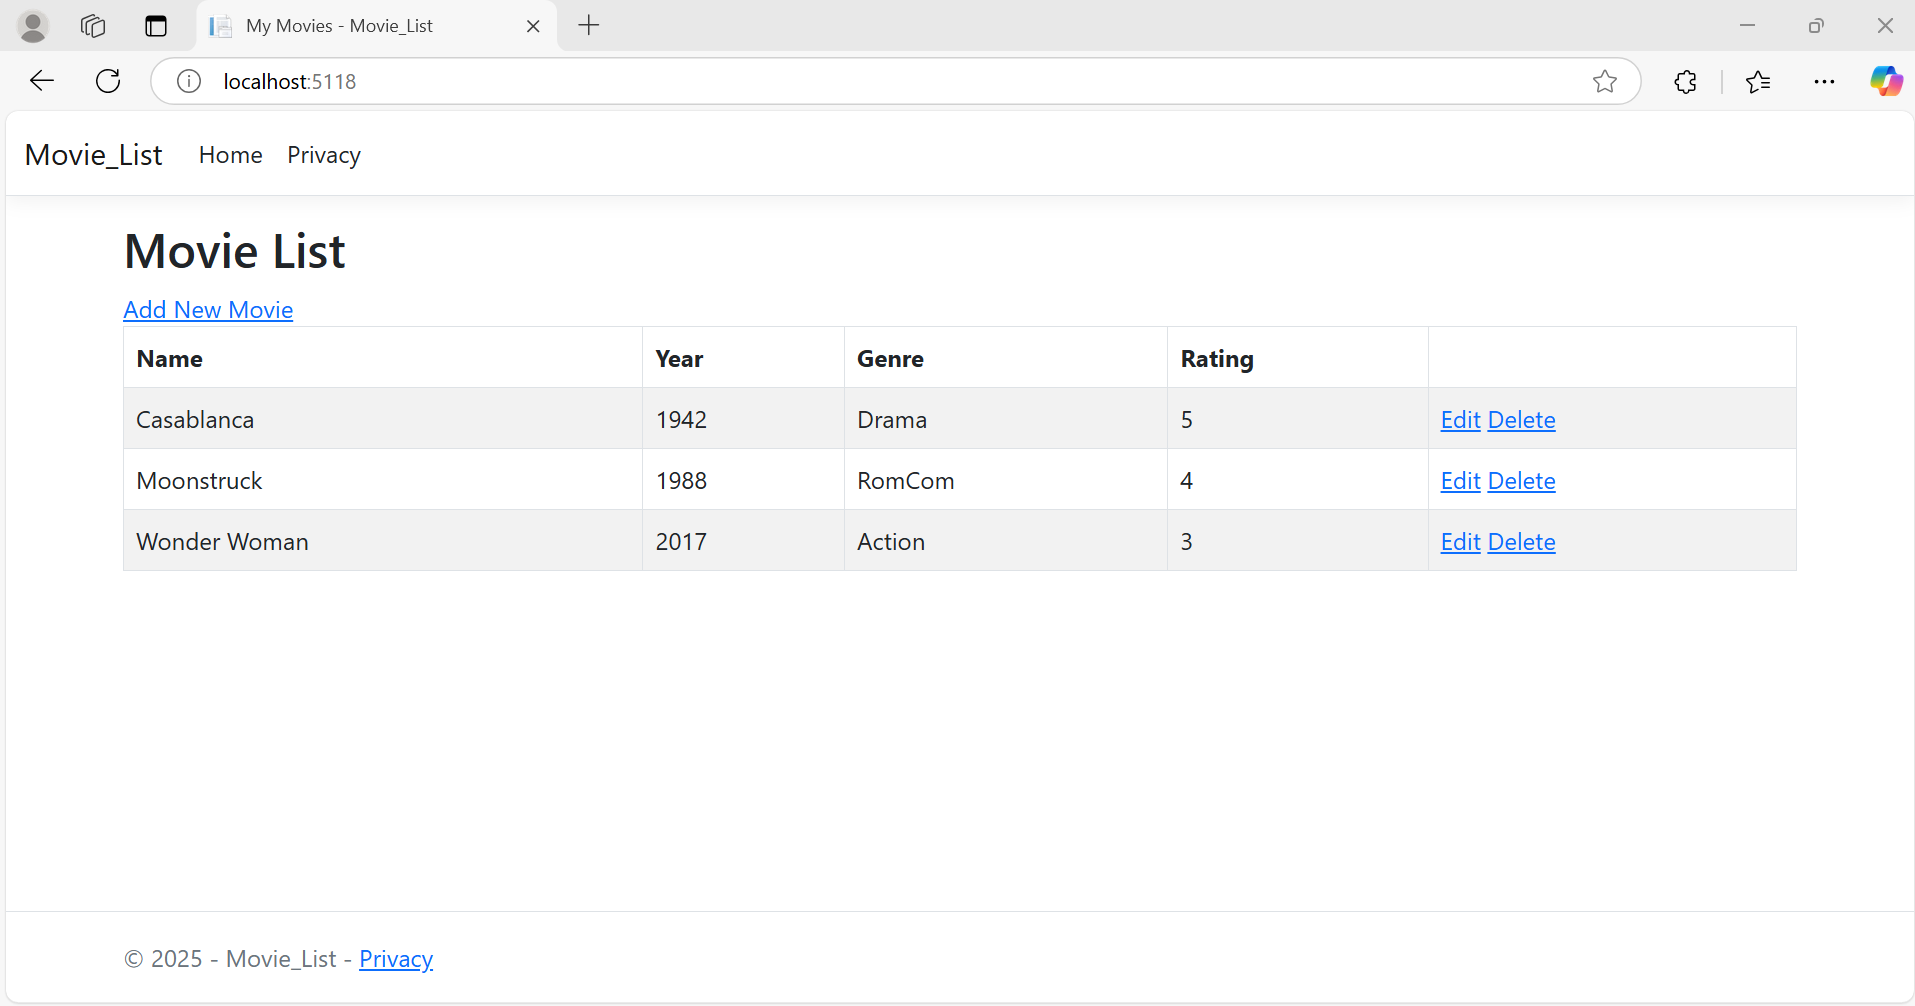 My Movies - Movie_List
localhost:5118
Movie_List Home Privacy
Movie List
Add New Movie
Name Year Genre Rating
Casablanca 1942 Drama 5 Edit Delete
Moonstruck 1988 RomCom 4 Edit Delete
Wonder Woman 2017 Action 3 Edit Delete
© 2025 - Movie_List - Privacy